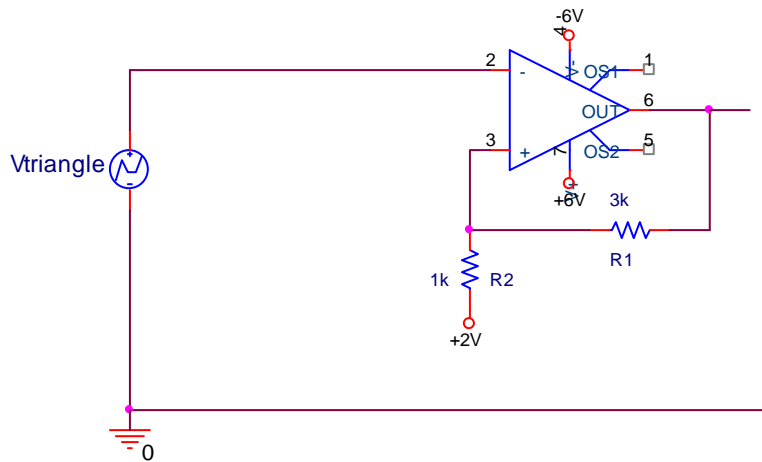 -6V
4
V-
2
-
OS1
1
OUT
6
3
+
7
OS2
5
V+
+6V
Vtriangle
3k
R1
1k
R2
+2V
0